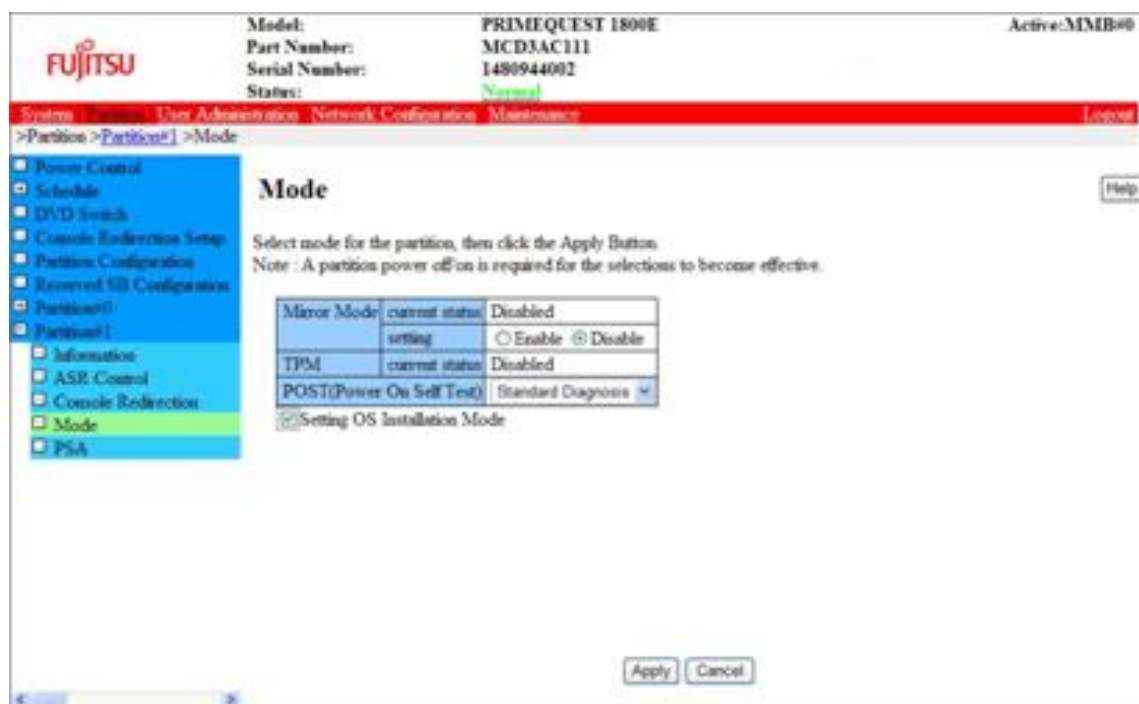 FUJITSU
Model: PRIMEQUEST 1800E Active:MMB#0
Part Number: MCD3AC111
Serial Number: 1480944002
Status: Normal
System Partition User Administration Network Configuration Maintenance Logout
>Partition >Partition#1 >Mode
Power Control
Schedule
DVD Switch
Console Redirection Setup
Partition Configuration
Reserved SB Configuration
Partition#0
Partition#1
Information
ASR Control
Console Redirection
Mode
PSA
Mode
Help
Select mode for the partition, then click the Apply Button.
Note : A partition power off/on is required for the selections to become effective.
Mirror Mode current status Disabled
setting Enable Disable
TPM current status Disabled
POST(Power On Self Test) Standard Diagnosis
Setting OS Installation Mode
Apply Cancel